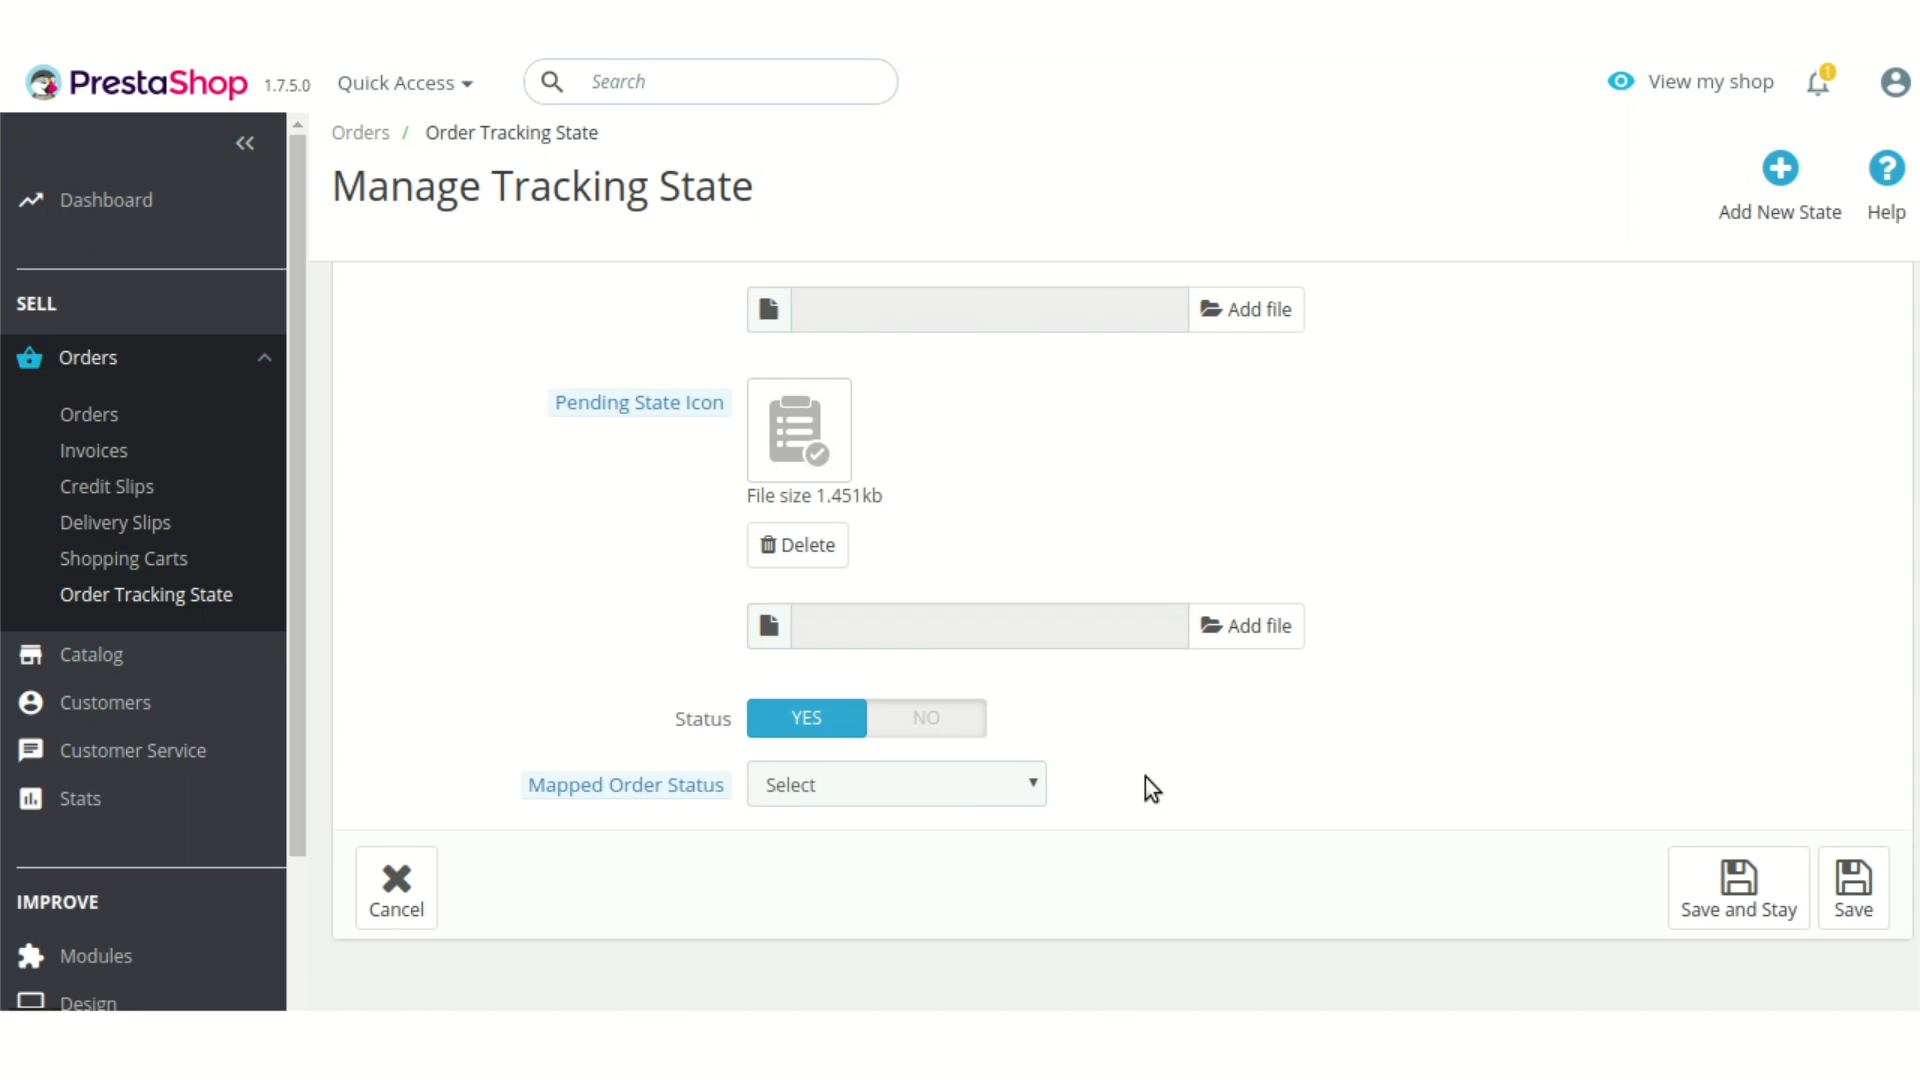 PrestaShop 1.7.5.0 Quick Access Search View my shop 1
Orders / Order Tracking State
Manage Tracking State
Add New State Help
Dashboard
SELL
Orders
Orders
Invoices
Credit Slips
Delivery Slips
Shopping Carts
Order Tracking State
Catalog
Customers
Customer Service
Stats
IMPROVE
Modules
Design
Add file
Pending State Icon
File size 1.451kb
Delete
Add file
Status YES NO
Mapped Order Status Select
Cancel Save and Stay Save